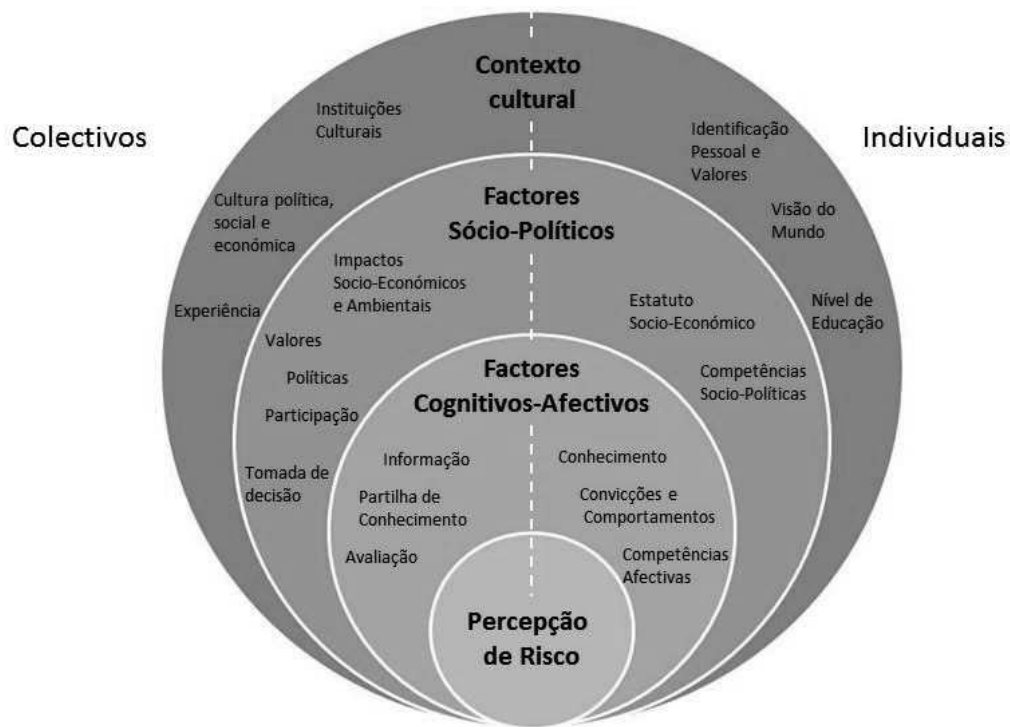 Contexto
cultural
Instituições
Culturais
Colectivos
Identificação
Pessoal e
Valores
Individuais
Cultura política,
social e
económica
Factores
Sócio-Políticos
Visão do
Mundo
Impactos
Socio-Económicos
e Ambientais
Experiência
Estatuto
Socio-Económico
Nível de
Educação
Valores
Políticas
Participação
Factores
Cognitivos-Afectivos
Competências
Socio-Políticas
Tomada de
decisão
Informação
Conhecimento
Partilha de
Conhecimento
Convicções e
Comportamentos
Avaliação
Competências
Afectivas
Percepção
de Risco